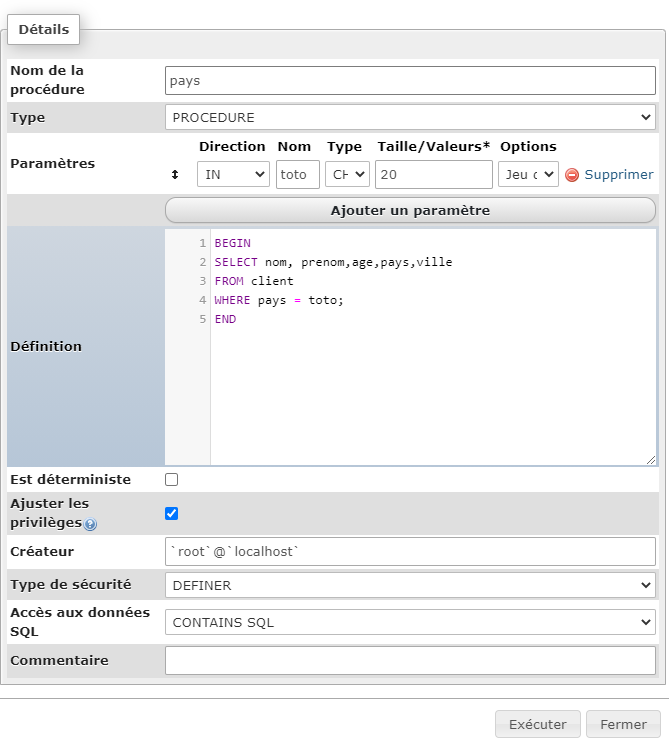 Détails
Nom de la
procédure
pays
Type
PROCEDURE
Paramètres
Direction Nom Type Taille/Valeurs* Options
IN toto CH 20 Jeu c Supprimer
Ajouter un paramètre
Définition
1 BEGIN
2 SELECT nom, prenom,age,pays,ville
3 FROM client
4 WHERE pays = toto;
5 END
Est déterministe
Ajuster les
privilèges
Créateur
`root`@`localhost`
Type de sécurité
DEFINER
Accès aux données
SQL
CONTAINS SQL
Commentaire
Exécuter Fermer